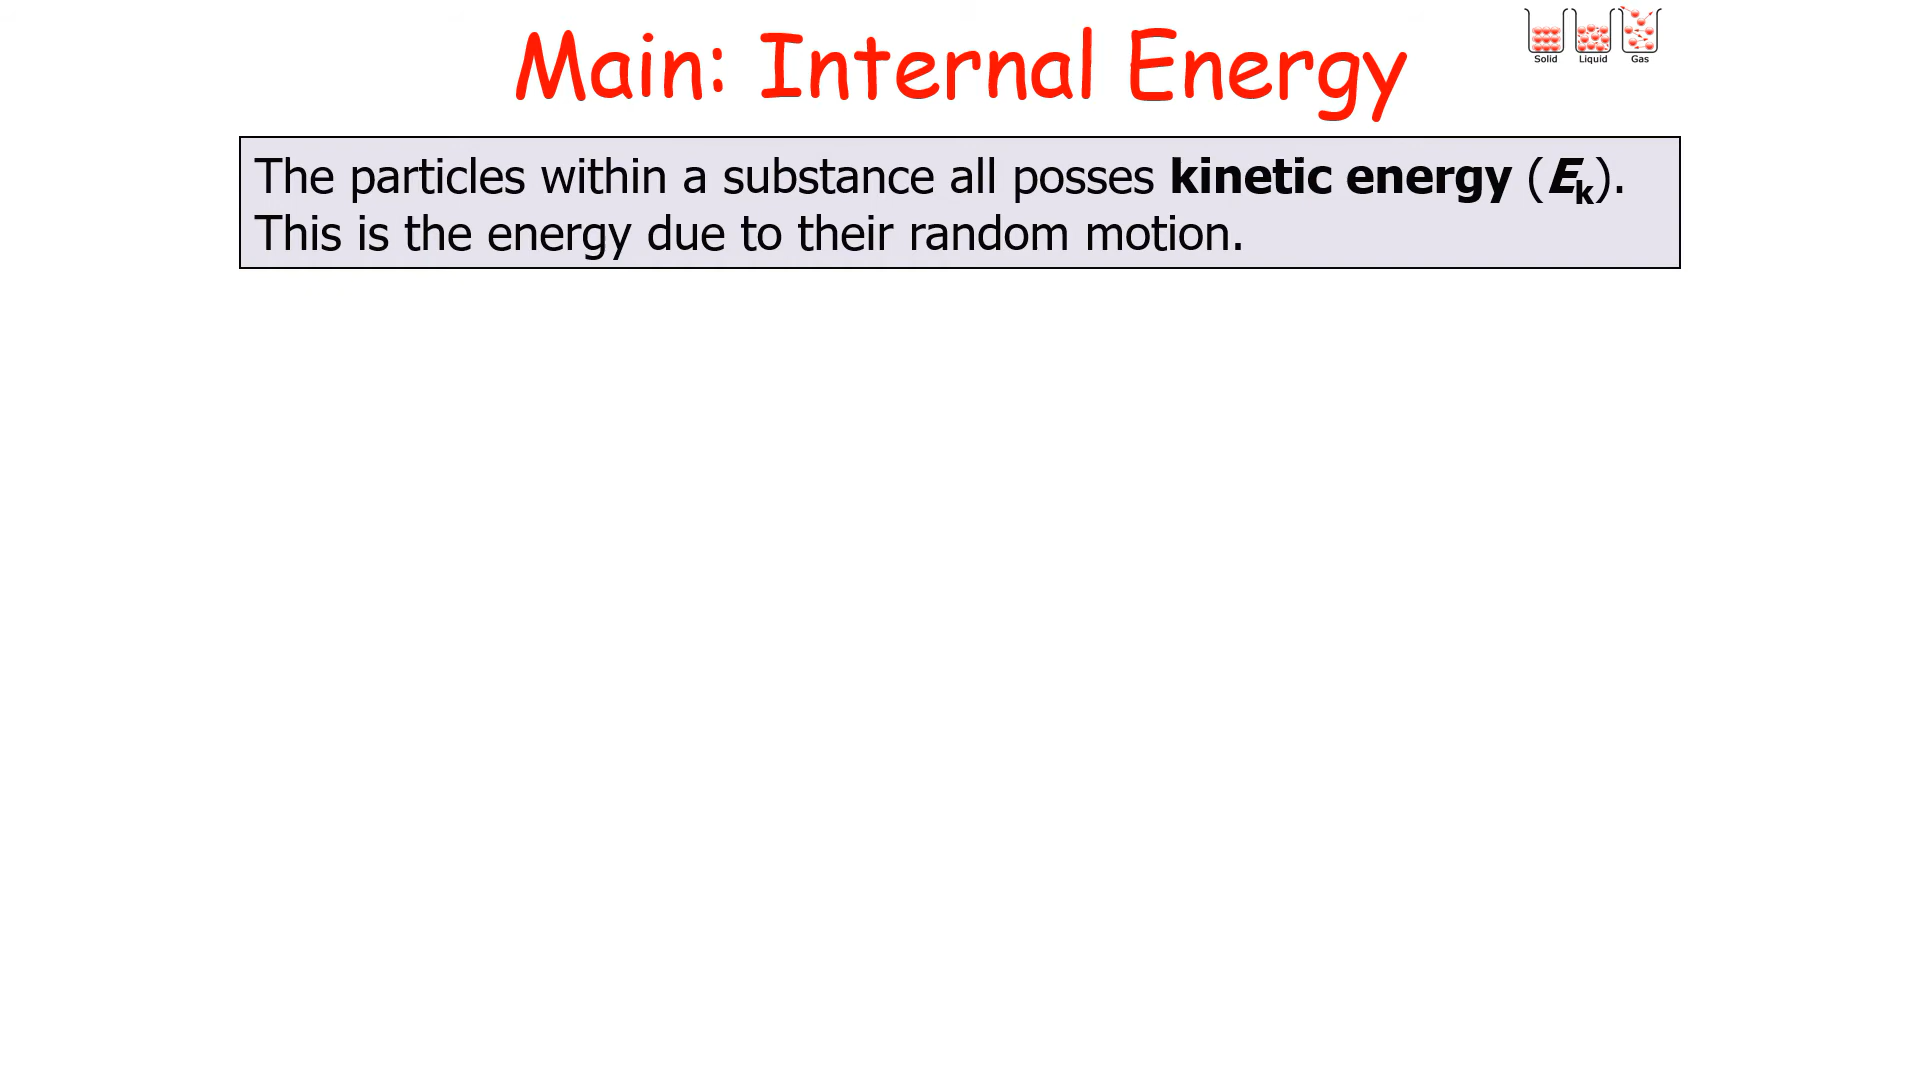 Main: Internal Energy
Solid Liquid Gas
The particles within a substance all posses kinetic energy (Ek).
This is the energy due to their random motion.